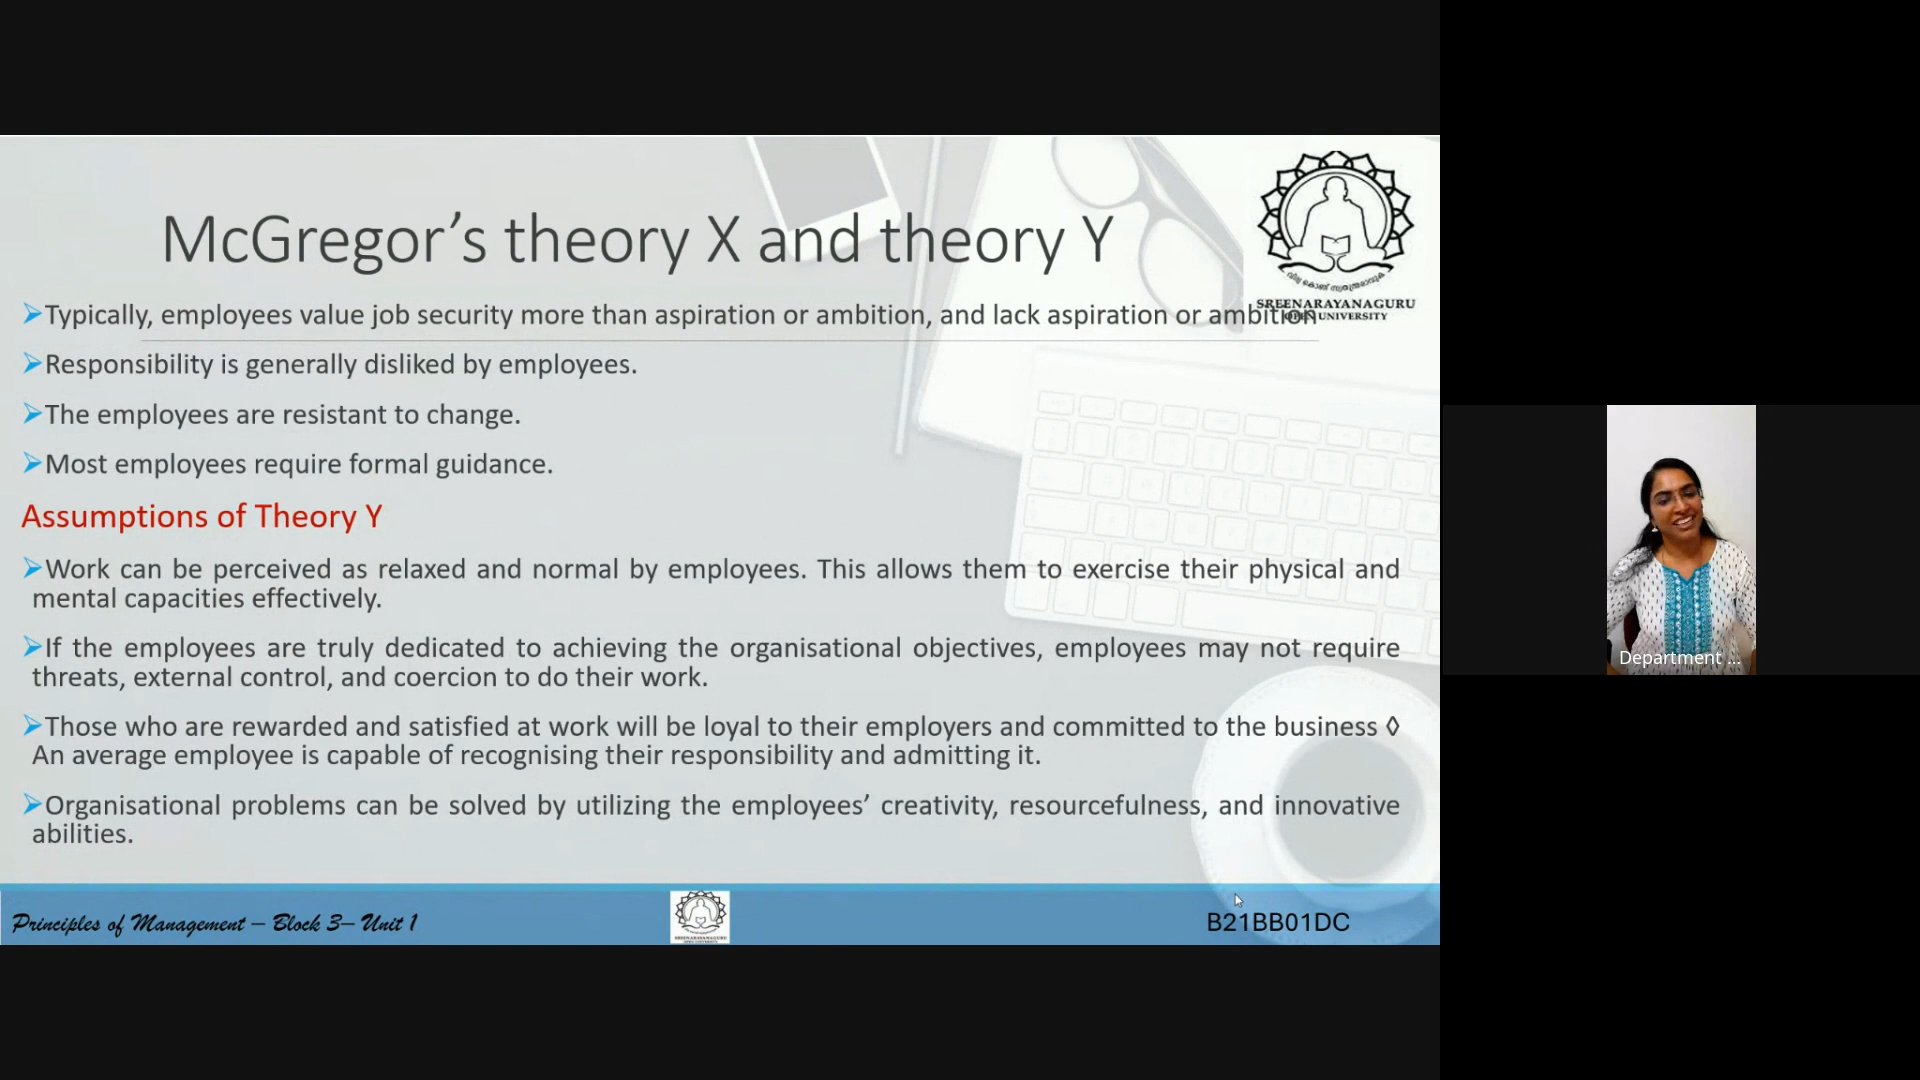 McGregor’s theory X and theory Y
SREENARAYANAGURU
OPEN UNIVERSITY
➢Typically, employees value job security more than aspiration or ambition, and lack aspiration or ambition
➢Responsibility is generally disliked by employees.
➢The employees are resistant to change.
➢Most employees require formal guidance.
Assumptions of Theory Y
➢Work can be perceived as relaxed and normal by employees. This allows them to exercise their physical and
mental capacities effectively.
➢If the employees are truly dedicated to achieving the organisational objectives, employees may not require
threats, external control, and coercion to do their work.
➢Those who are rewarded and satisfied at work will be loyal to their employers and committed to the business ◊
An average employee is capable of recognising their responsibility and admitting it.
➢Organisational problems can be solved by utilizing the employees’ creativity, resourcefulness, and innovative
abilities.
Department ...
Principles of Management – Block 3– Unit 1
B21BB01DC